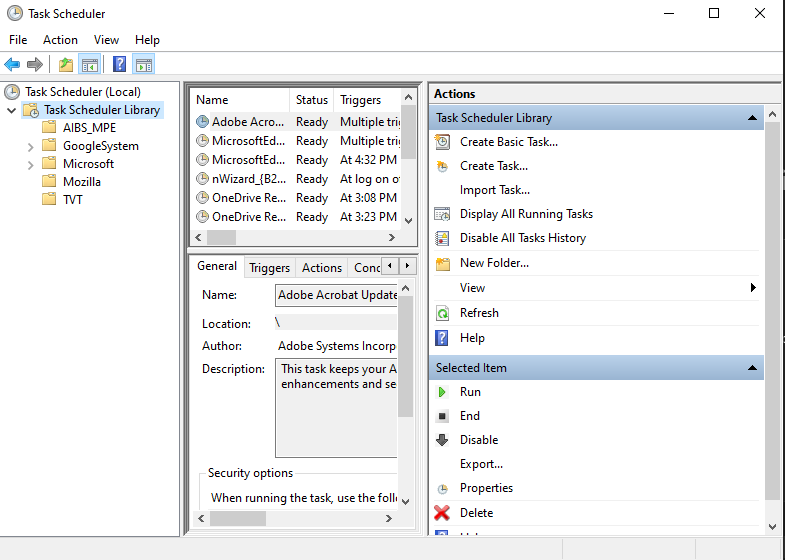 Task Scheduler
File Action View Help
Task Scheduler (Local)
Task Scheduler Library
AIBS_MPE
GoogleSystem
Microsoft
Mozilla
TVT
Name Status Triggers
Adobe Acro... Ready Multiple trig
MicrosoftEd... Ready Multiple trig
MicrosoftEd... Ready At 4:32 PM
nWizard_{B2... Ready At log on of
OneDrive Re... Ready At 3:08 PM
OneDrive Re... Ready At 3:23 PM
General Triggers Actions Conc
Name: Adobe Acrobat Update
Location: \
Author: Adobe Systems Incorp
Description: This task keeps your A
enhancements and se
Security options
When running the task, use the foll
Actions
Task Scheduler Library
Create Basic Task...
Create Task...
Import Task...
Display All Running Tasks
Disable All Tasks History
New Folder...
View
Refresh
Help
Selected Item
Run
End
Disable
Export...
Properties
Delete